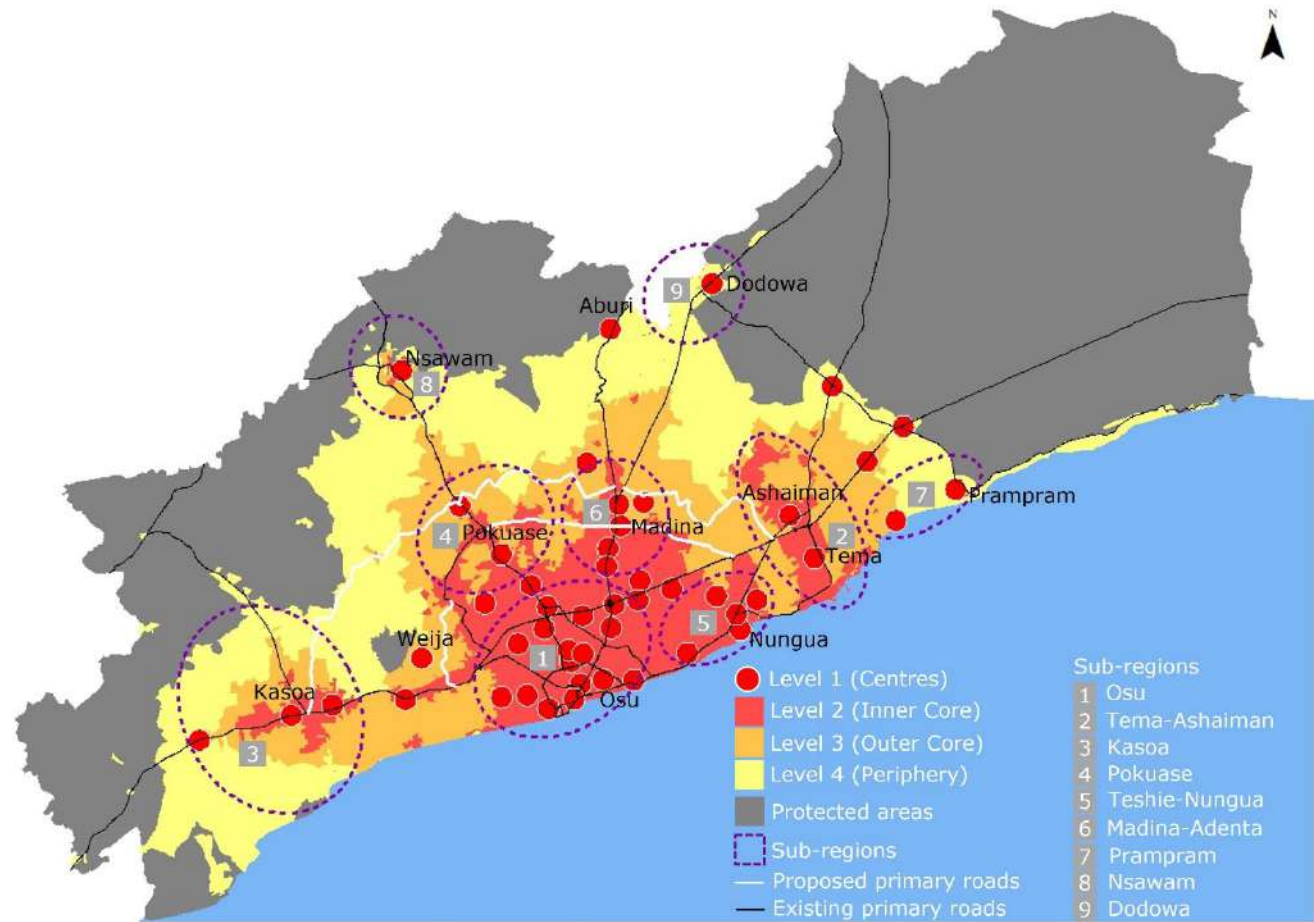 N
Dodowa
9
Aburi
Nsawam
8
7
Prampram
Ashaiman
6
Madina
4
Pokuase
2
Tema
5
Nungua
Weija
1
Osu
Kasoa
3
Level 1 (Centres)
Level 2 (Inner Core)
Level 3 (Outer Core)
Level 4 (Periphery)
Protected areas
Sub-regions
Proposed primary roads
Existing primary roads
Sub-regions
1 Osu
2 Tema-Ashaiman
3 Kasoa
4 Pokuase
5 Teshie-Nungua
6 Madina-Adenta
7 Prampram
8 Nsawam
9 Dodowa